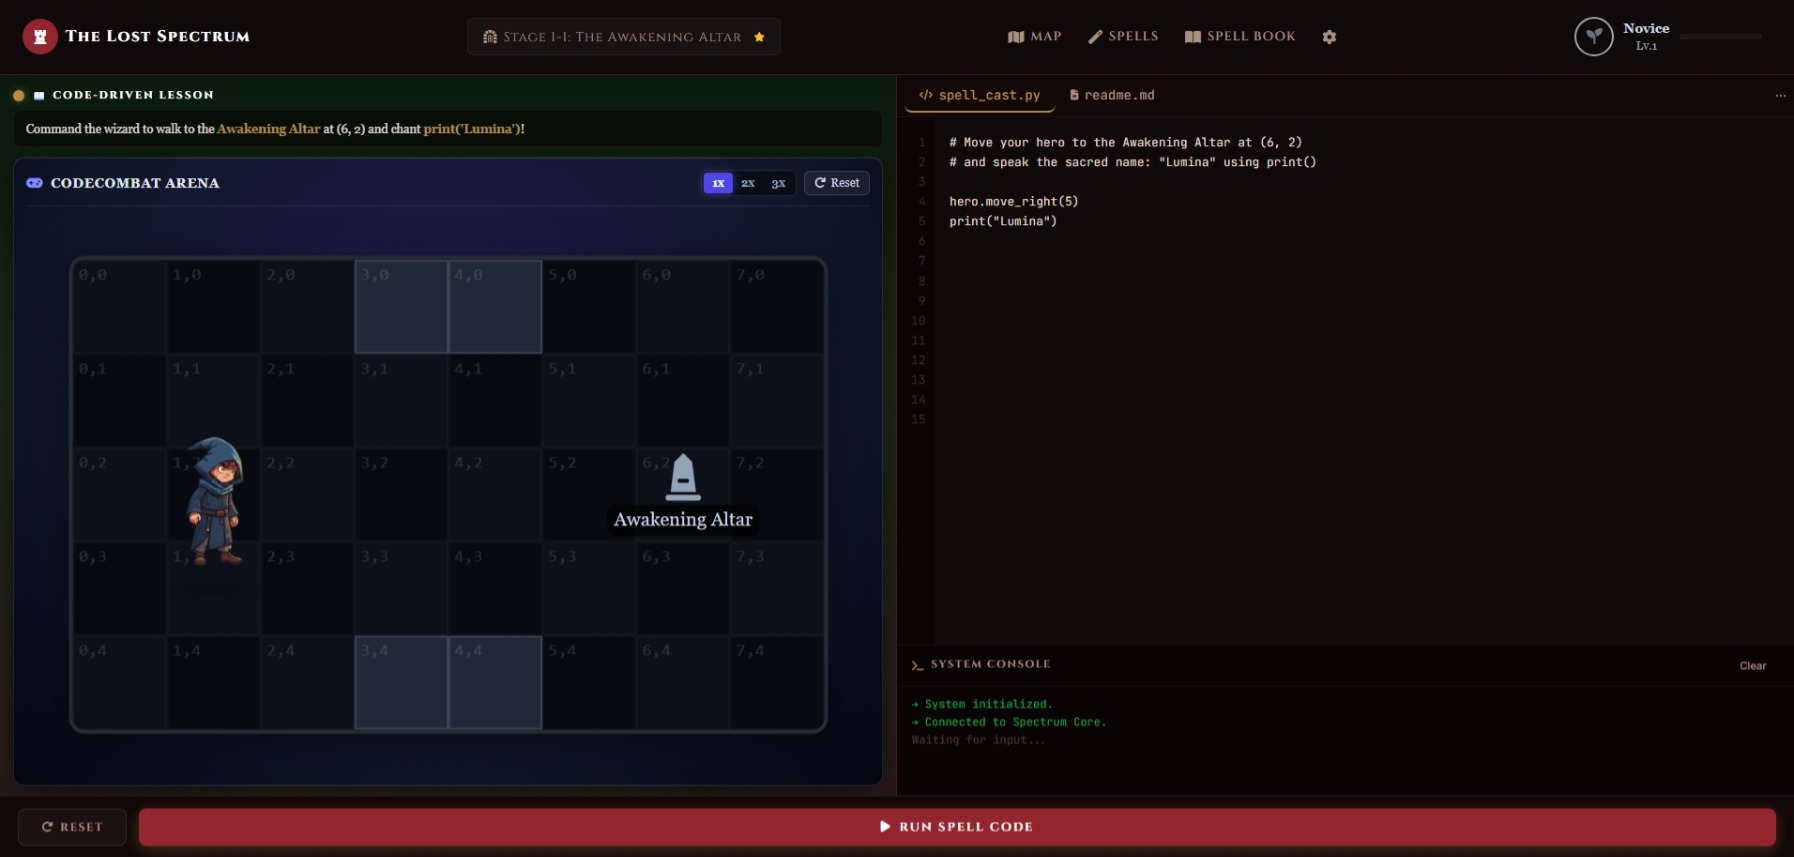 The Lost Spectrum
Stage I-I: The Awakening Altar
MAP
SPELLS
SPELL BOOK
Novice
Lv.1
CODE-DRIVEN LESSON
Command the wizard to walk to the Awakening Altar at (6, 2) and chant print('Lumina')!
CODECOMBAT ARENA
1X
2X
3X
Reset
0,0
1,0
2,0
3,0
4,0
5,0
6,0
7,0
0,1
1,1
2,1
3,1
4,1
5,1
6,1
7,1
0,2
2,2
3,2
4,2
5,2
6,2
7,2
Awakening Altar
0,3
2,3
3,3
4,3
5,3
6,3
7,3
0,4
1,4
2,4
3,4
4,4
5,4
6,4
7,4
</> spell_cast.py
readme.md
...
1 # Move your hero to the Awakening Altar at (6, 2)
2 # and speak the sacred name: "Lumina" using print()
3
4 hero.move_right(5)
5 print("Lumina")
6
7
8
9
10
11
12
13
14
15
>_ SYSTEM CONSOLE
Clear
→ System initialized.
→ Connected to Spectrum Core.
Waiting for input...
RESET
RUN SPELL CODE